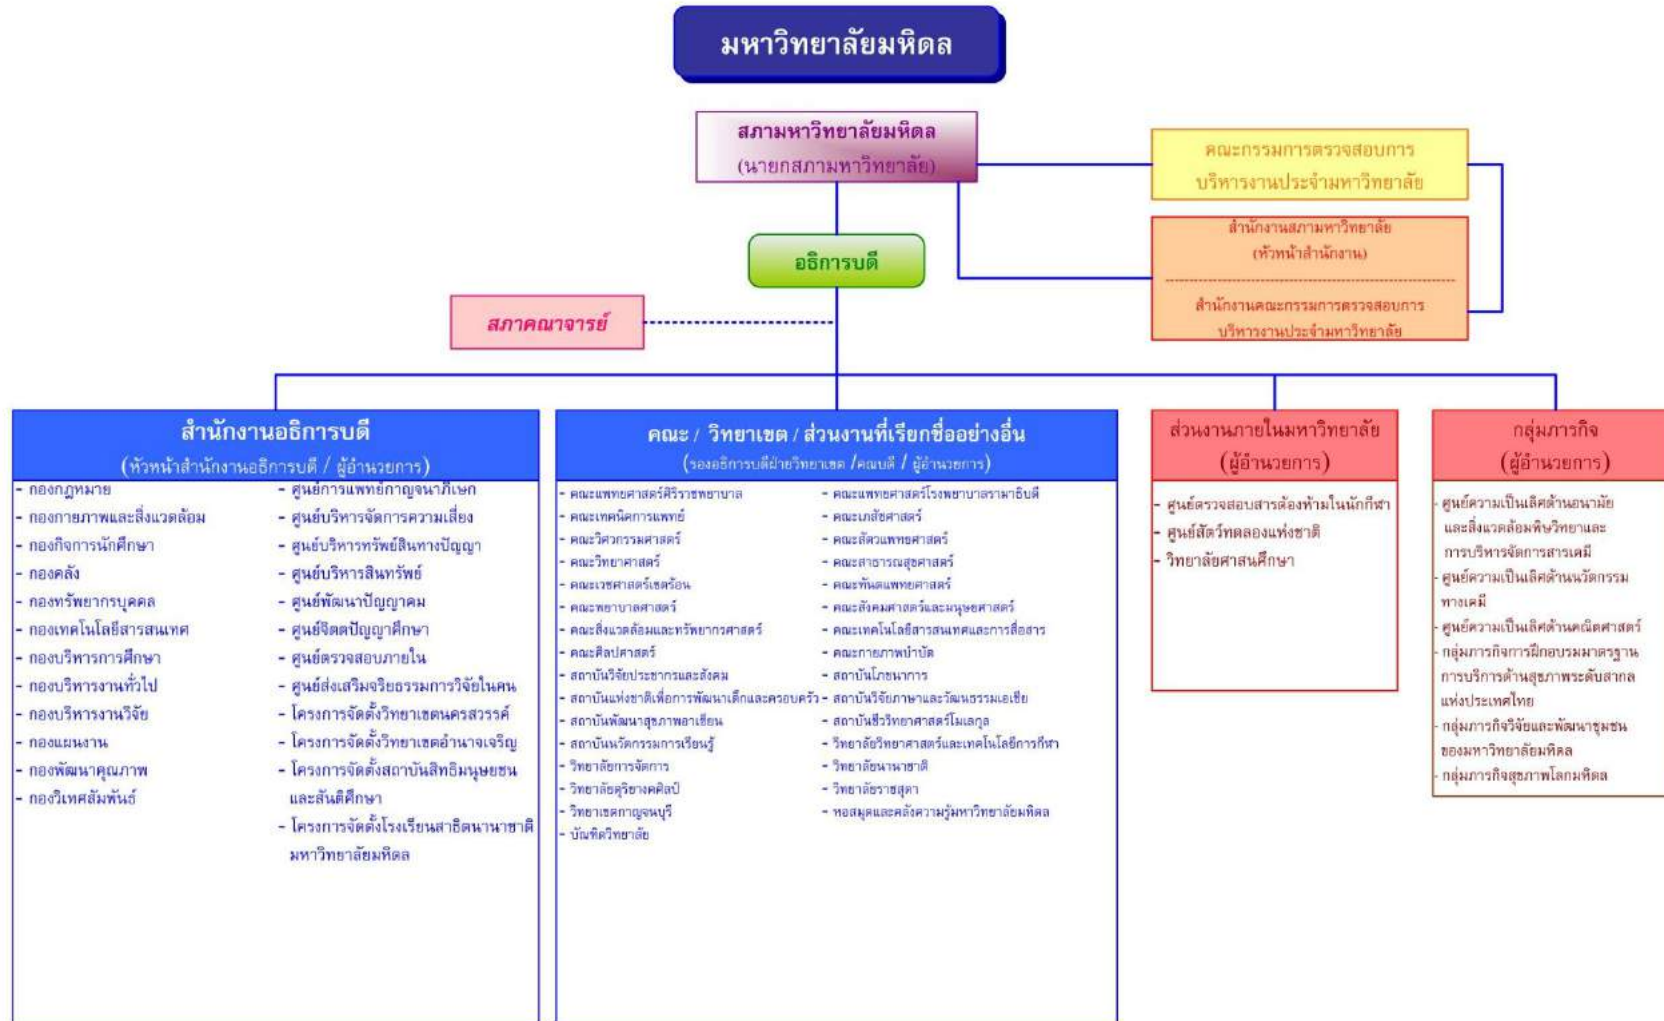 มหาวิทยาลัยมหิดล
สภามหาวิทยาลัยมหิดล
(นายกสภามหาวิทยาลัย)
คณะกรรมการตรวจสอบการ
บริหารงานประจำมหาวิทยาลัย
สำนักงานสภามหาวิทยาลัย
(หัวหน้าสำนักงาน)
สำนักงานคณะกรรมการตรวจสอบการ
บริหารงานประจำมหาวิทยาลัย
อธิการบดี
สภาคณาจารย์
สำนักงานอธิการบดี
(หัวหน้าสำนักงานอธิการบดี / ผู้อำนวยการ)
- กองกฎหมาย
- กองกายภาพและสิ่งแวดล้อม
- กองกิจการนักศึกษา
- กองคลัง
- กองทรัพยากรบุคคล
- กองเทคโนโลยีสารสนเทศ
- กองบริหารการศึกษา
- กองบริหารงานทั่วไป
- กองบริหารงานวิจัย
- กองแผนงาน
- กองพัฒนาคุณภาพ
- กองวิเทศสัมพันธ์
- ศูนย์การแพทย์กาญจนาภิเษก
- ศูนย์บริหารจัดการความเสี่ยง
- ศูนย์บริหารทรัพย์สินทางปัญญา
- ศูนย์บริหารสินทรัพย์
- ศูนย์พัฒนาปัญญาคม
- ศูนย์จิตตปัญญาศึกษา
- ศูนย์ตรวจสอบภายใน
- ศูนย์ส่งเสริมจริยธรรมการวิจัยในคน
- โครงการจัดตั้งวิทยาเขตนครสวรรค์
- โครงการจัดตั้งวิทยาเขตอำนาจเจริญ
- โครงการจัดตั้งสถาบันสิทธิมนุษยชน
และสันติศึกษา
- โครงการจัดตั้งโรงเรียนสาธิตนานาชาติ
มหาวิทยาลัยมหิดล
คณะ / วิทยาเขต / ส่วนงานที่เรียกชื่ออย่างอื่น
(รองอธิการบดีฝ่ายวิทยาเขต /คณบดี / ผู้อำนวยการ)
- คณะแพทยศาสตร์ศิริราชพยาบาล
- คณะเทคนิคการแพทย์
- คณะวิศวกรรมศาสตร์
- คณะวิทยาศาสตร์
- คณะเวชศาสตร์เขตร้อน
- คณะพยาบาลศาสตร์
- คณะสิ่งแวดล้อมและทรัพยากรศาสตร์
- คณะศิลปศาสตร์
- สถาบันวิจัยประชากรและสังคม
- สถาบันแห่งชาติเพื่อการพัฒนาเด็กและครอบครัว
- สถาบันพัฒนาสุขภาพอาเซียน
- สถาบันนวัตกรรมการเรียนรู้
- วิทยาลัยการจัดการ
- วิทยาลัยดุริยางคศิลป์
- วิทยาเขตกาญจนบุรี
- บัณฑิตวิทยาลัย
- คณะแพทยศาสตร์โรงพยาบาลรามาธิบดี
- คณะเภสัชศาสตร์
- คณะสัตวแพทยศาสตร์
- คณะสาธารณสุขศาสตร์
- คณะทันตแพทยศาสตร์
- คณะสังคมศาสตร์และมนุษยศาสตร์
- คณะเทคโนโลยีสารสนเทศและการสื่อสาร
- คณะกายภาพบำบัด
- สถาบันโภชนาการ
- สถาบันวิจัยภาษาและวัฒนธรรมเอเชีย
- สถาบันชีววิทยาศาสตร์โมเลกุล
- วิทยาลัยวิทยาศาสตร์และเทคโนโลยีการกีฬา
- วิทยาลัยนานาชาติ
- วิทยาลัยราชสุดา
- หอสมุดและคลังความรู้มหาวิทยาลัยมหิดล
ส่วนงานภายในมหาวิทยาลัย
(ผู้อำนวยการ)
- ศูนย์ตรวจสอบสารต้องห้ามในนักกีฬา
- ศูนย์สัตว์ทดลองแห่งชาติ
- วิทยาลัยศาสนศึกษา
กลุ่มภารกิจ
(ผู้อำนวยการ)
- ศูนย์ความเป็นเลิศด้านอนามัย
และสิ่งแวดล้อมพิษวิทยาและ
การบริหารจัดการสารเคมี
- ศูนย์ความเป็นเลิศด้านนวัตกรรม
ทางเคมี
- ศูนย์ความเป็นเลิศด้านคณิตศาสตร์
- กลุ่มภารกิจการฝึกอบรมมาตรฐาน
การบริการด้านสุขภาพระดับสากล
แห่งประเทศไทย
- กลุ่มภารกิจวิจัยและพัฒนาชุมชน
ของมหาวิทยาลัยมหิดล
- กลุ่มภารกิจสุขภาพโลกมหิดล